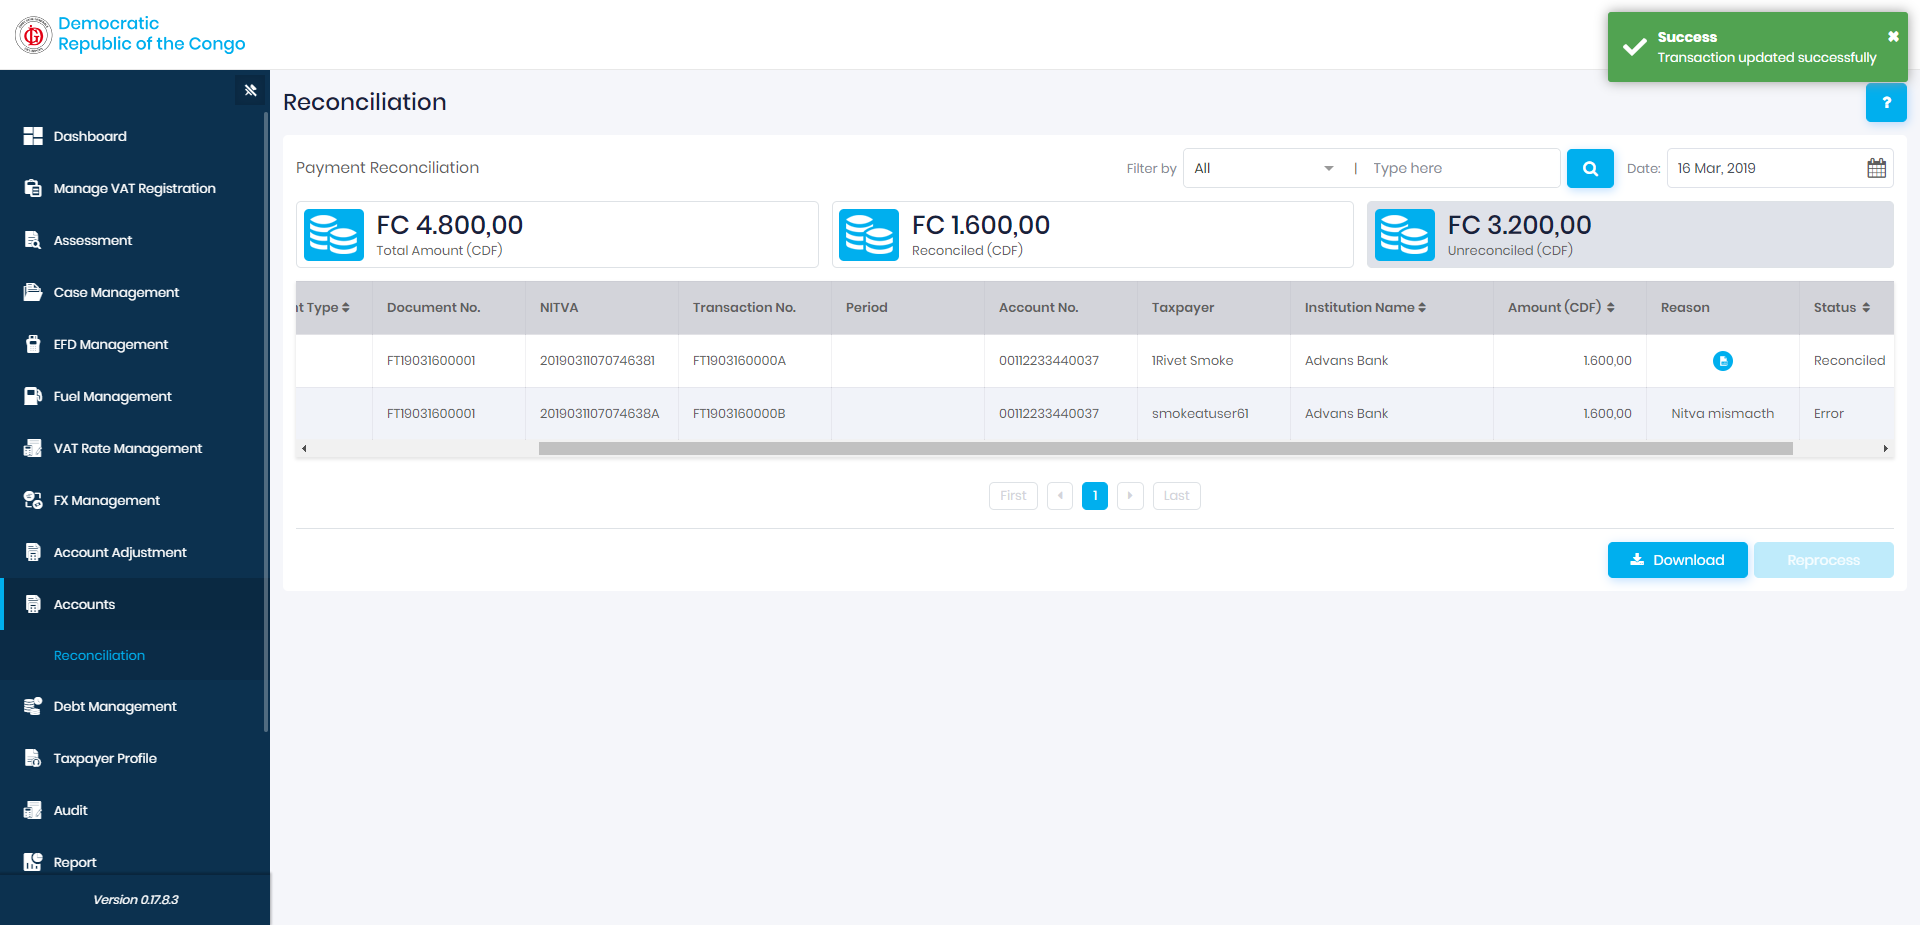 Democratic
Republic of the Congo
Success
Transaction updated successfully
Reconciliation
?
Dashboard
Manage VAT Registration
Assessment
Case Management
EFD Management
Fuel Management
VAT Rate Management
FX Management
Account Adjustment
Accounts
Reconciliation
Debt Management
Taxpayer Profile
Audit
Report
Version 0.17.8.3
Payment Reconciliation
Filter by All | Type here Date: 16 Mar, 2019
FC 4.800,00
Total Amount (CDF)
FC 1.600,00
Reconciled (CDF)
FC 3.200,00
Unreconciled (CDF)
nt Type Document No. NITVA Transaction No. Period Account No. Taxpayer Institution Name Amount (CDF) Reason Status
FT19031600001 20190311070746381 FT1903160000A 00112233440037 1Rivet Smoke Advans Bank 1.600,00 Reconciled
FT19031600001 2019031107074638A FT1903160000B 00112233440037 smokeatuser61 Advans Bank 1.600,00 Nitva mismacth Error
First 1 Last
Download Reprocess